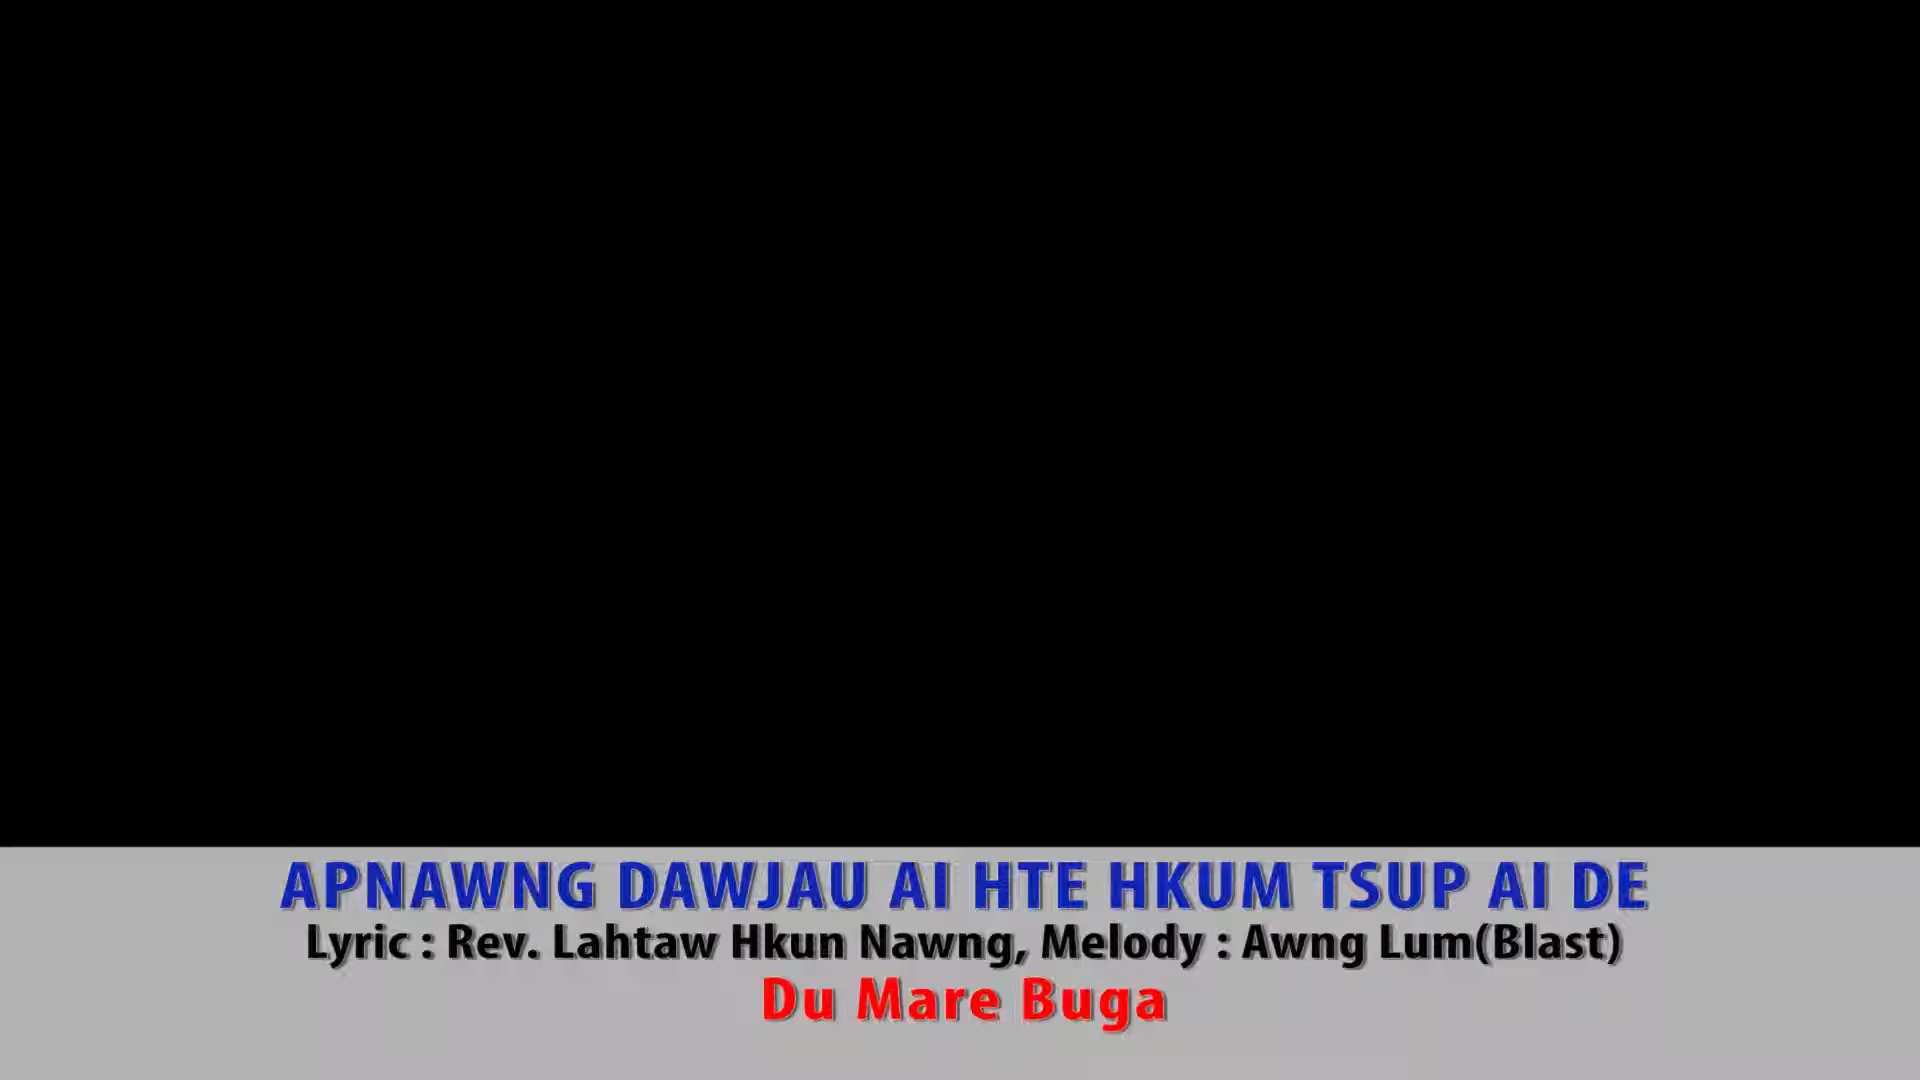 APNAWNG DAWJAU AI HTE HKUM TSUP AI DE
Lyric : Rev. Lahtaw Hkun Nawng, Melody : Awng Lum(Blast)
Du Mare Buga